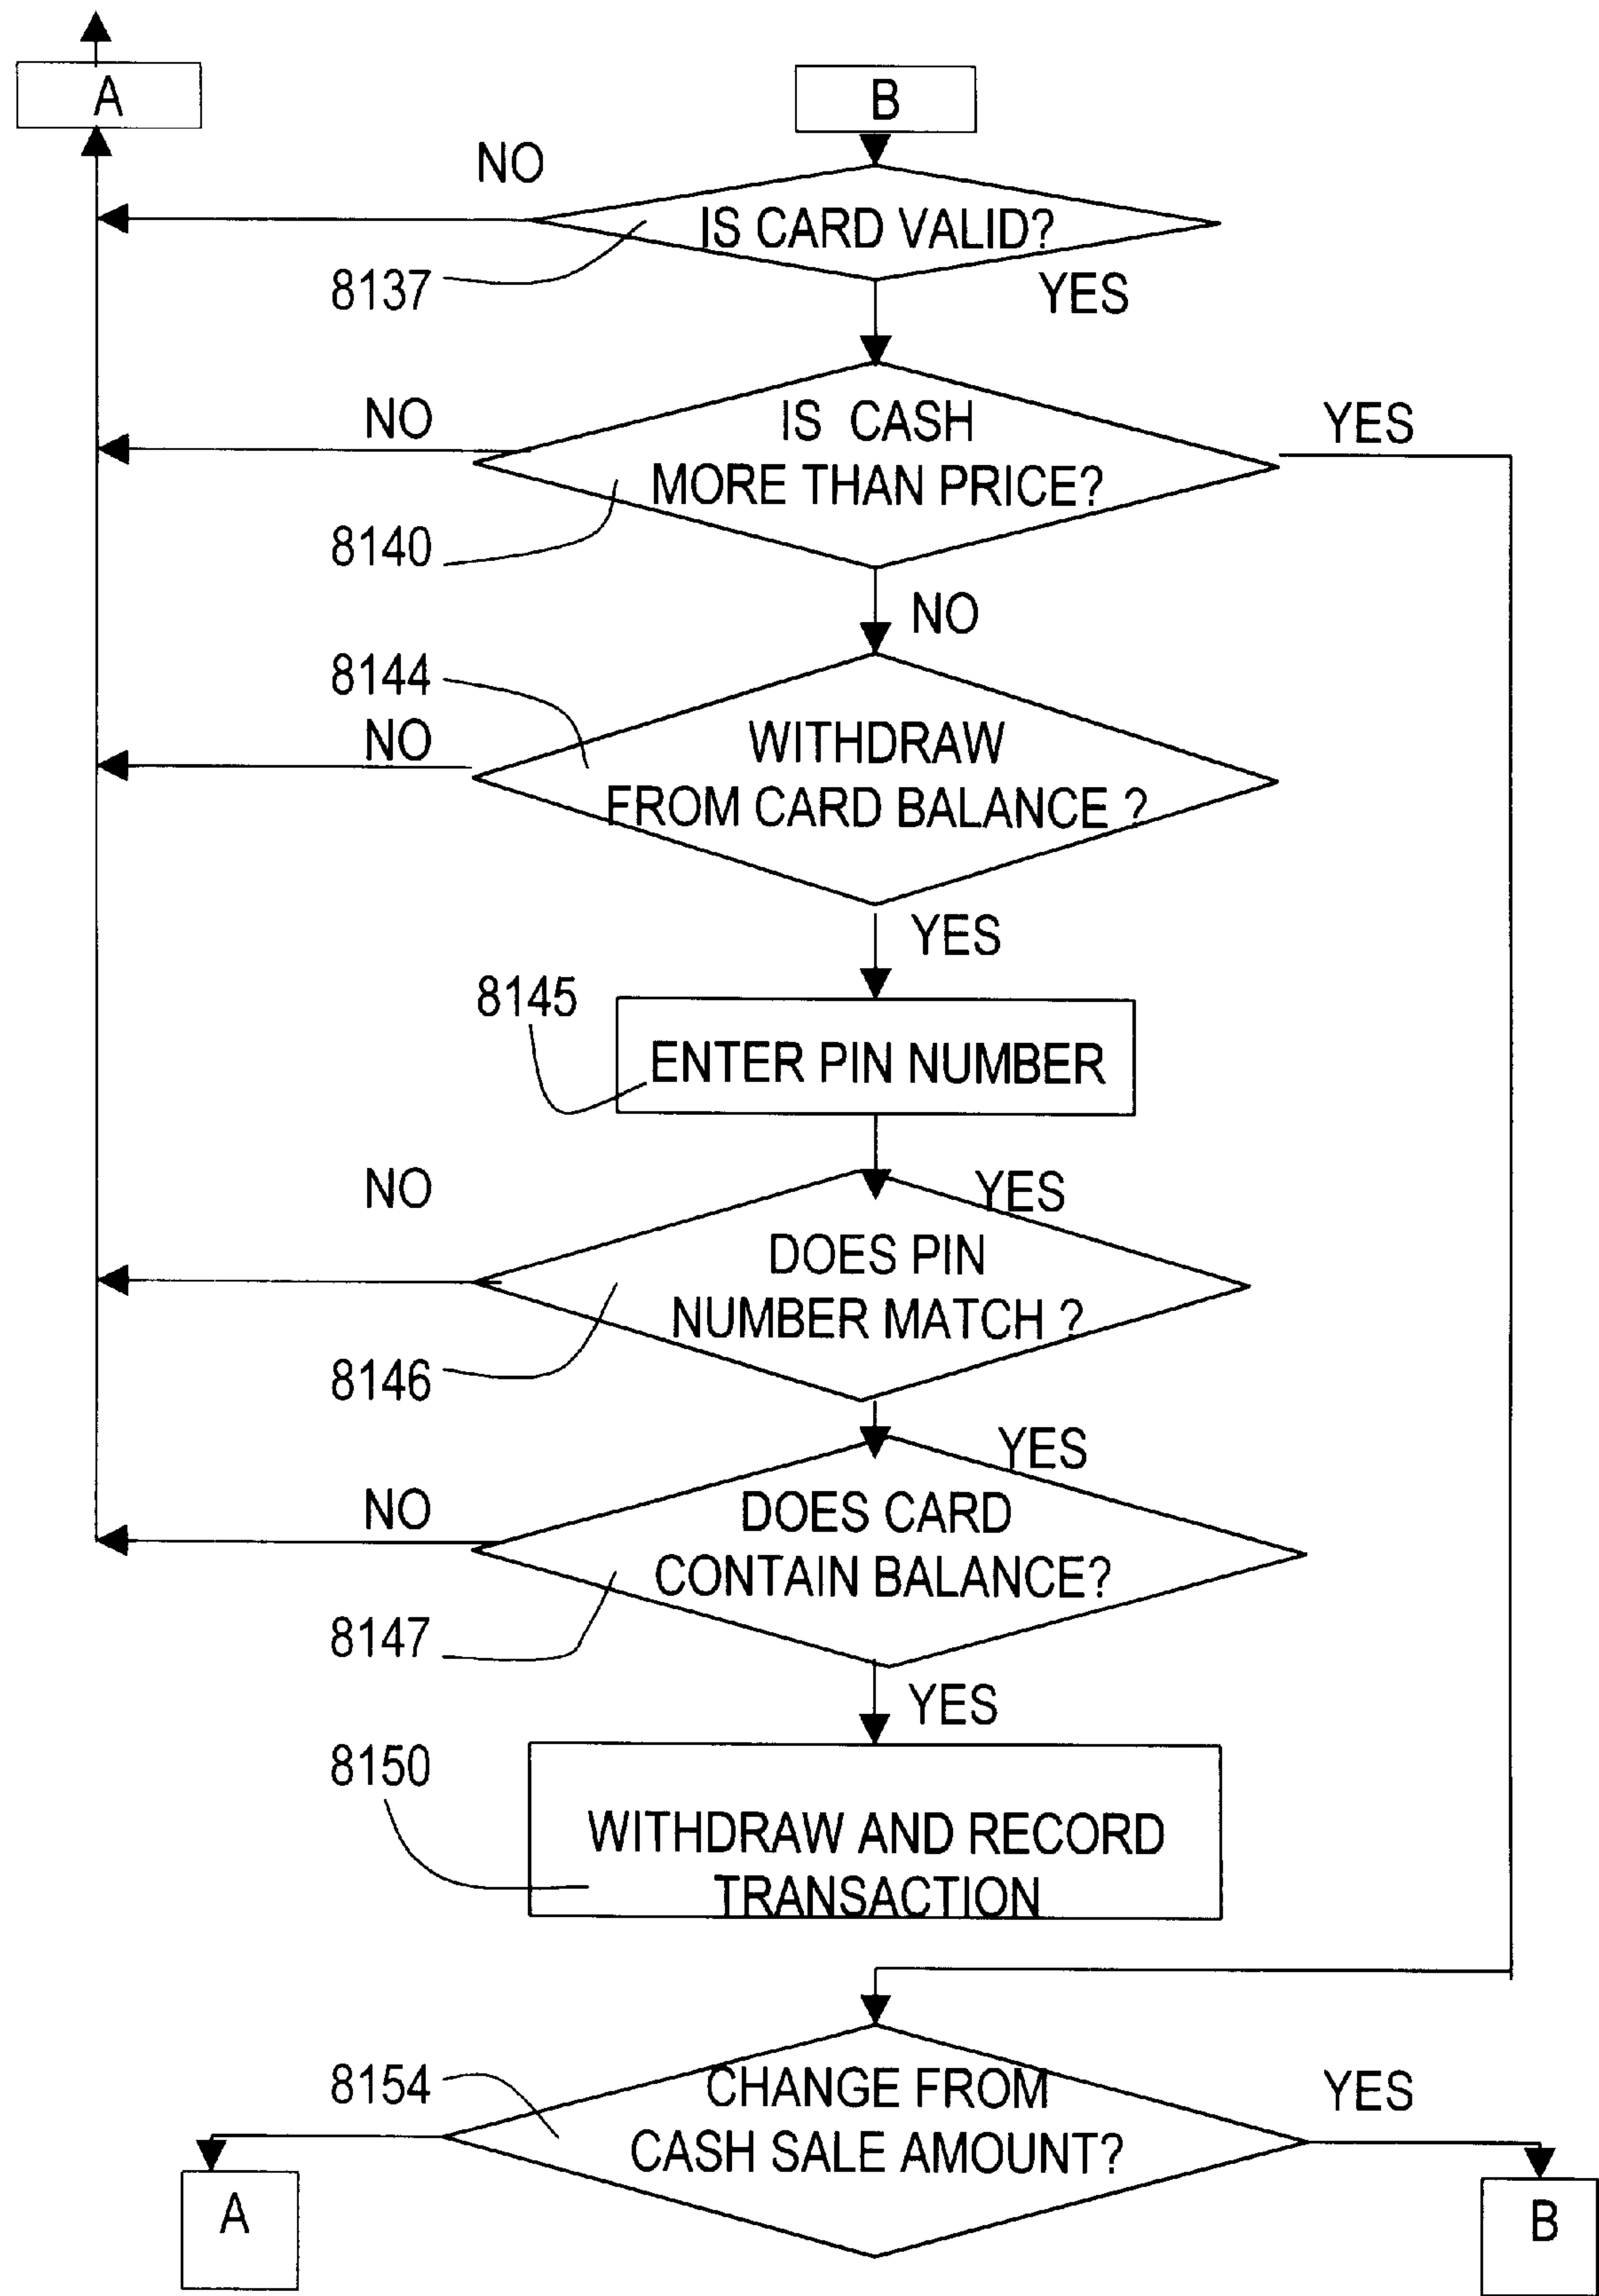 A
B
NO
IS CARD VALID?
8137
YES
NO
IS CASH
YES
MORE THAN PRICE?
8140
NO
8144
NO
WITHDRAW
FROM CARD BALANCE ?
YES
8145
ENTER PIN NUMBER
NO
YES
DOES PIN
NUMBER MATCH ?
8146
YES
NO
DOES CARD
CONTAIN BALANCE?
8147
YES
8150
WITHDRAW AND RECORD
TRANSACTION
8154
CHANGE FROM
YES
CASH SALE AMOUNT?
A
B